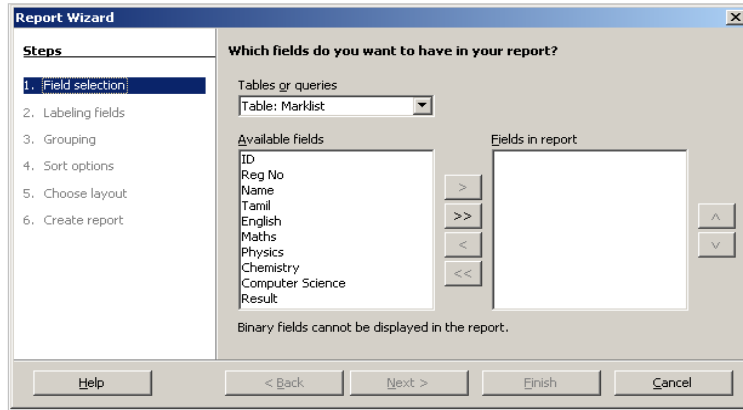 Report Wizard
Steps
1. Field selection
2. Labeling fields
3. Grouping
4. Sort options
5. Choose layout
6. Create report
Which fields do you want to have in your report?
Tables or queries
Table: Marklist
Available fields
ID
Reg No
Name
Tamil
English
Maths
Physics
Chemistry
Computer Science
Result
>
>>
<
<<
Fields in report
Binary fields cannot be displayed in the report.
Help
< Back
Next >
Finish
Cancel